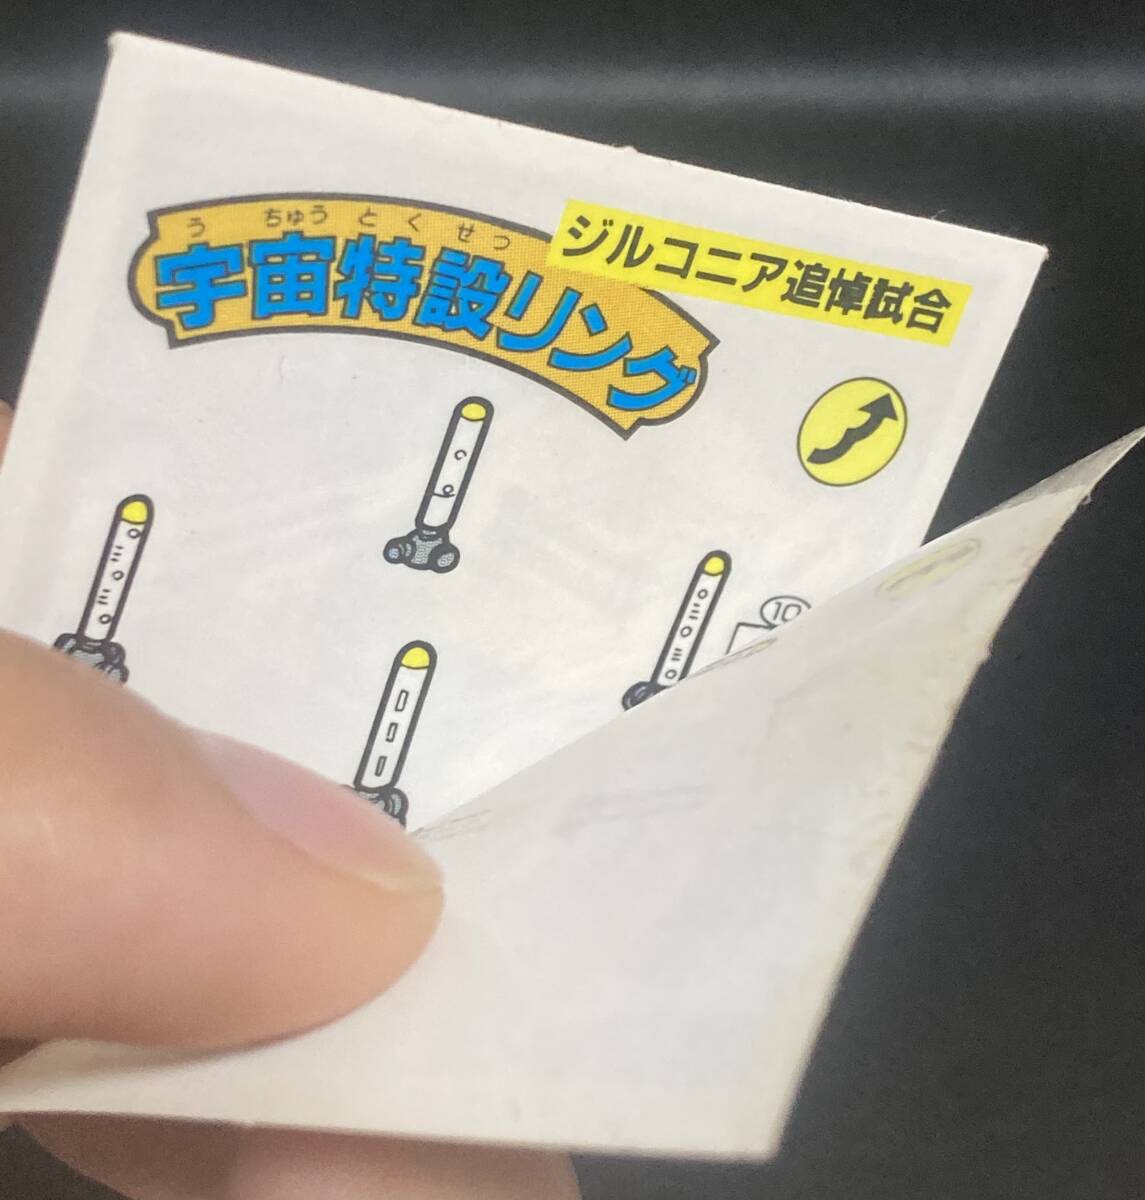 う ちゅう とくせつ
宇宙特設リング
ジルコニア追悼試合
10